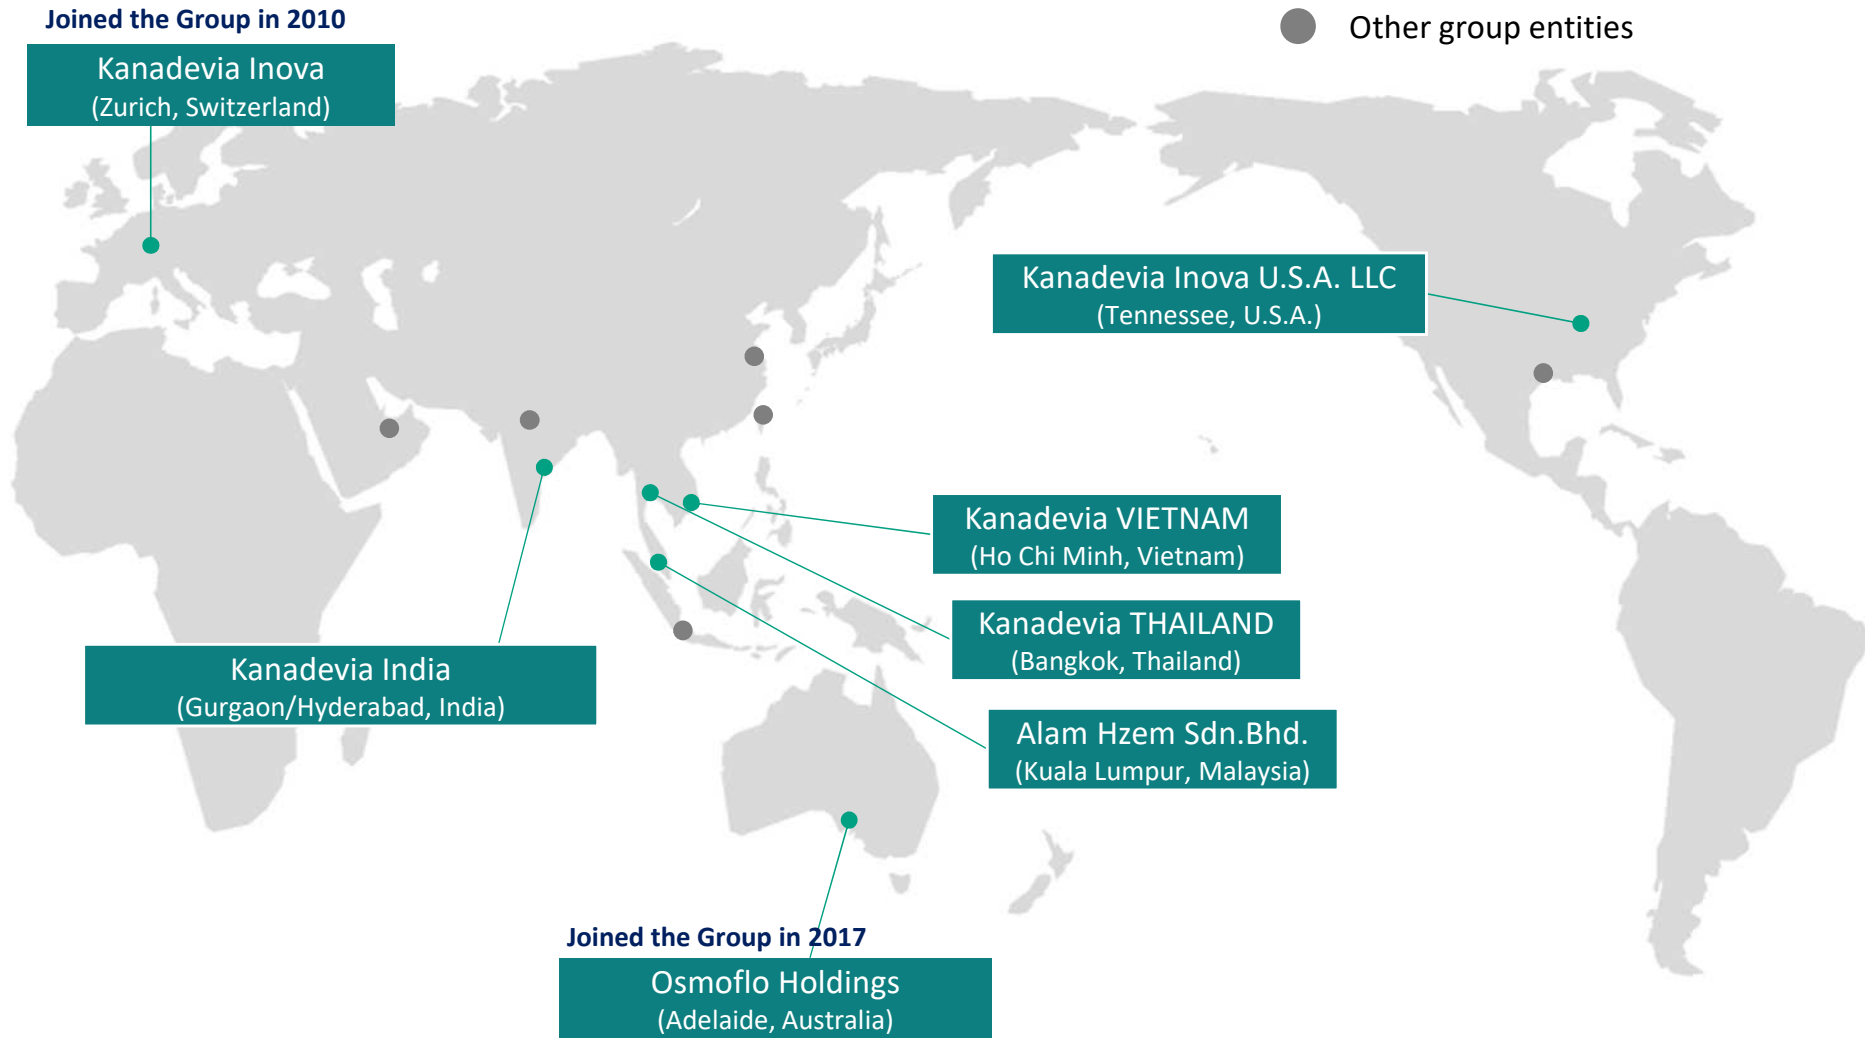 Joined the Group in 2010
Kanadevia Inova
(Zurich, Switzerland)
Other group entities
Kanadevia Inova U.S.A. LLC
(Tennessee, U.S.A.)
Kanadevia VIETNAM
(Ho Chi Minh, Vietnam)
Kanadevia THAILAND
(Bangkok, Thailand)
Kanadevia India
(Gurgaon/Hyderabad, India)
Alam Hzem Sdn.Bhd.
(Kuala Lumpur, Malaysia)
Joined the Group in 2017
Osmoflo Holdings
(Adelaide, Australia)